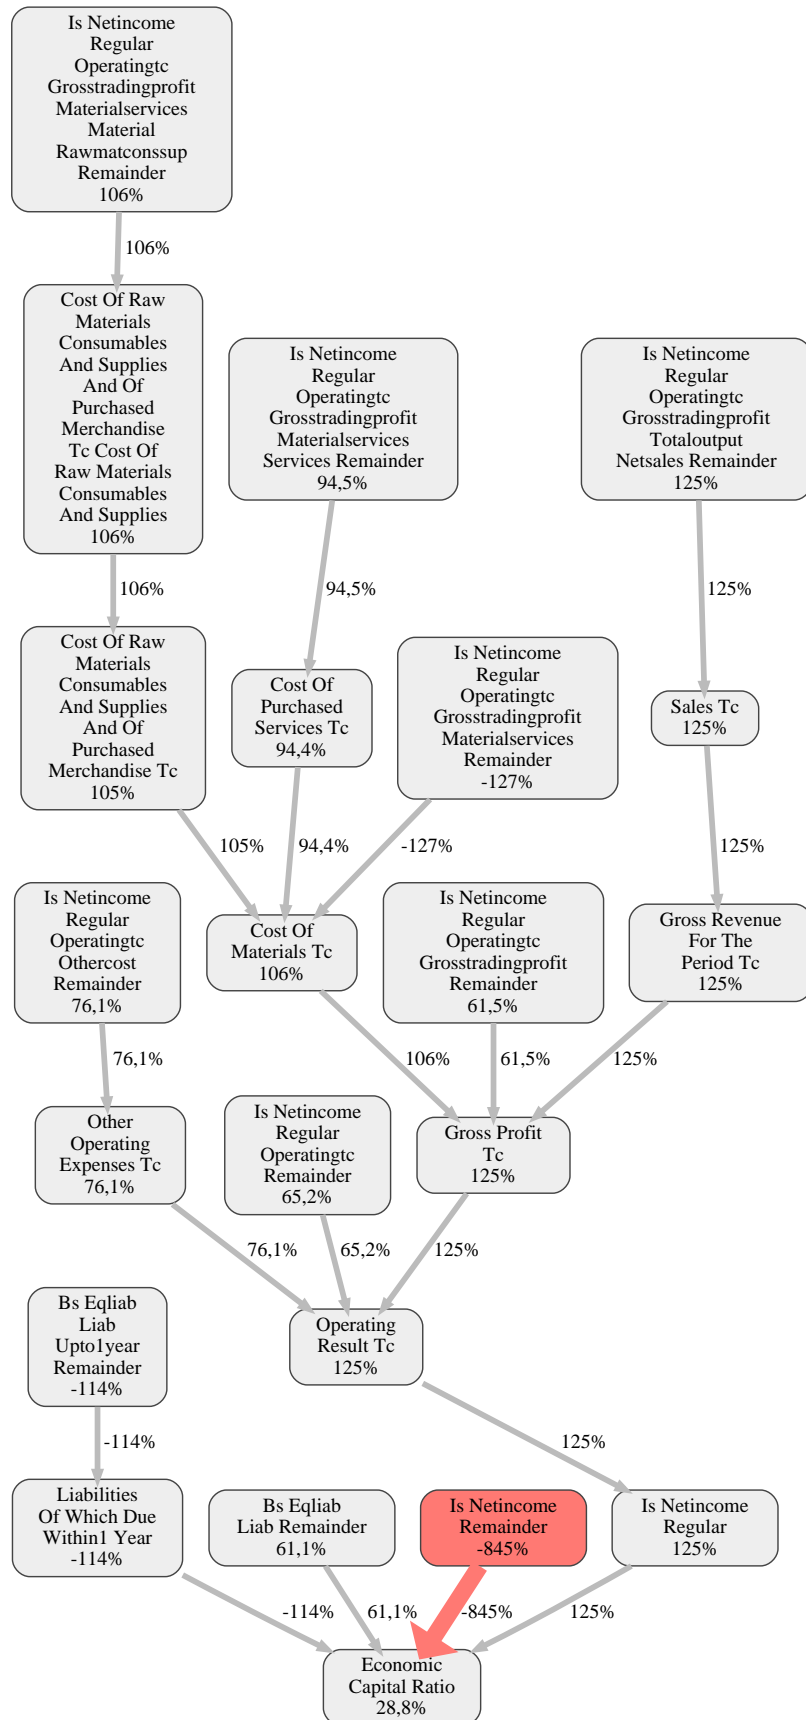 Is Netincome
Regular
Operatingtc
Grosstradingprofit
Materialservices
Material
Rawmatconssup
Remainder
106%
106%
Cost Of Raw
Materials
Consumables
And Supplies
And Of
Purchased
Merchandise
Tc Cost Of
Raw Materials
Consumables
And Supplies
106%
Is Netincome
Regular
Operatingtc
Grosstradingprofit
Materialservices
Services Remainder
94,5%
Is Netincome
Regular
Operatingtc
Grosstradingprofit
Totaloutput
Netsales Remainder
125%
106%
94,5%
125%
Cost Of Raw
Materials
Consumables
And Supplies
And Of
Purchased
Merchandise Tc
105%
Cost Of
Purchased
Services Tc
94,4%
Is Netincome
Regular
Operatingtc
Grosstradingprofit
Materialservices
Remainder
-127%
Sales Tc
125%
105%
94,4%
-127%
125%
Is Netincome
Regular
Operatingtc
Othercost
Remainder
76,1%
Cost Of
Materials Tc
106%
Is Netincome
Regular
Operatingtc
Grosstradingprofit
Remainder
61,5%
Gross Revenue
For The
Period Tc
125%
76,1%
106%
61,5%
125%
Other
Operating
Expenses Tc
76,1%
Is Netincome
Regular
Operatingtc
Remainder
65,2%
Gross Profit
Tc
125%
76,1%
65,2%
125%
Bs Eqliab
Liab
Upto1year
Remainder
-114%
Operating
Result Tc
125%
-114%
125%
Liabilities
Of Which Due
Within1 Year
-114%
Bs Eqliab
Liab Remainder
61,1%
Is Netincome
Remainder
-845%
Is Netincome
Regular
125%
-114%
61,1%
-845%
125%
Economic
Capital Ratio
28,8%